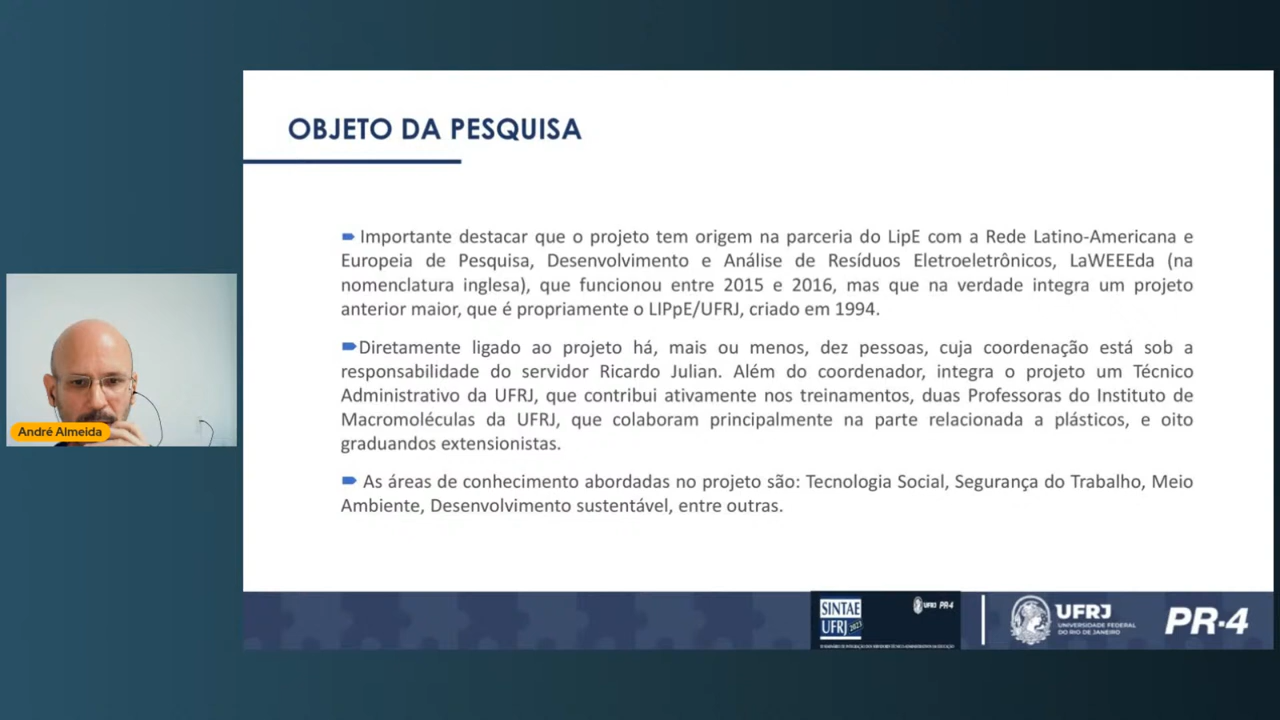 OBJETO DA PESQUISA
Importante destacar que o projeto tem origem na parceria do LipE com a Rede Latino-Americana e
Europeia de Pesquisa, Desenvolvimento e Análise de Resíduos Eletroeletrônicos, LaWEEEda (na
nomenclatura inglesa), que funcionou entre 2015 e 2016, mas que na verdade integra um projeto
anterior maior, que é propriamente o LIPpE/UFRJ, criado em 1994.
Diretamente ligado ao projeto há, mais ou menos, dez pessoas, cuja coordenação está sob a
responsabilidade do servidor Ricardo Julian. Além do coordenador, integra o projeto um Técnico
Administrativo da UFRJ, que contribui ativamente nos treinamentos, duas Professoras do Instituto de
Macromoléculas da UFRJ, que colaboram principalmente na parte relacionada a plásticos, e oito
graduandos extensionistas.
As áreas de conhecimento abordadas no projeto são: Tecnologia Social, Segurança do Trabalho, Meio
Ambiente, Desenvolvimento sustentável, entre outras.
André Almeida
SINTAE
UFRJ 2023
UFRJ PR-4
UFRJ
UNIVERSIDADE FEDERAL
DO RIO DE JANEIRO
PR-4